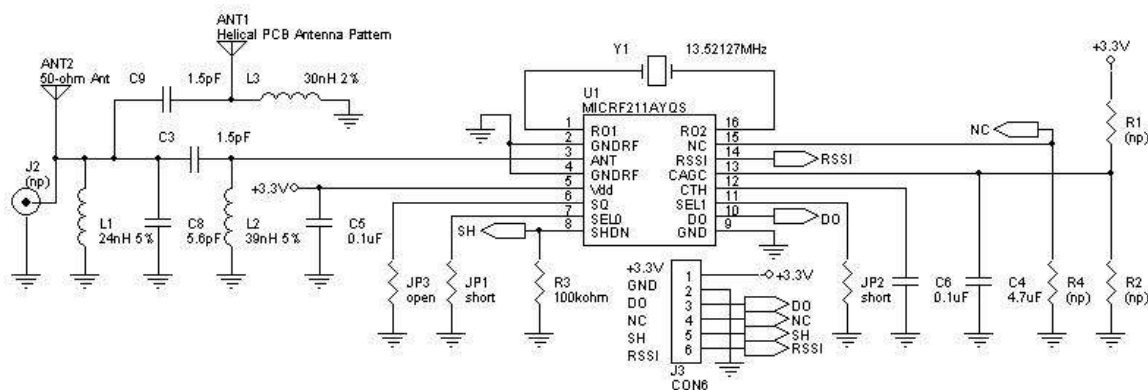 ANT1
Helical PCB Antenna Pattern
ANT2
50-ohm Ant
C9 1.5pF L3 30nH 2%
C3 1.5pF
J2
(np)
L1
24nH 5%
C8
5.6pF
L2
39nH 5%
+3.3V
C5
0.1uF
Y1 13.52127MHz
U1
MICRF211AYQS
1 RO1 RO2 16
2 GNDRF NC 15
3 ANT RSSI 14
4 GNDRF CAGC 13
5 Vdd CTH 12
6 SQ SEL1 11
7 SEL0 DO 10
8 SHDN GND 9
NC
RSSI
DO
SH
+3.3V
R1
(np)
JP3
open
JP1
short
R3
100kohm
JP2
short
C6
0.1uF
C4
4.7uF
R4
(np)
R2
(np)
+3.3V 1 +3.3V
GND 2
DO 3 DO
NC 4 NC
SH 5 SH
RSSI 6 RSSI
J3
CON6